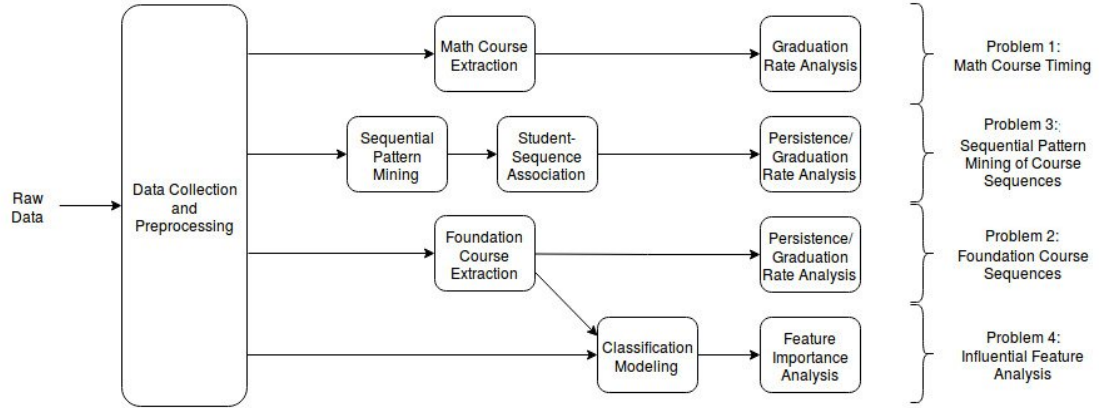 Raw
Data
Data Collection
and
Preprocessing
Math Course
Extraction
Graduation
Rate Analysis
Problem 1:
Math Course Timing
Sequential
Pattern
Mining
Student-
Sequence
Association
Persistence/
Graduation
Rate Analysis
Problem 3:
Sequential Pattern
Mining of Course
Sequences
Foundation
Course
Extraction
Persistence/
Graduation
Rate Analysis
Problem 2:
Foundation Course
Sequences
Classification
Modeling
Feature
Importance
Analysis
Problem 4:
Influential Feature
Analysis